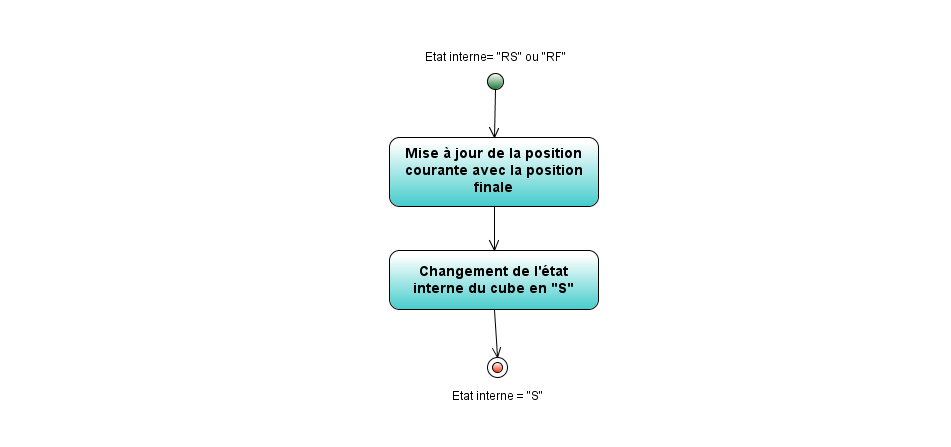 Etat interne= "RS" ou "RF"
Mise à jour de la position
courante avec la position
finale
Changement de l'état
interne du cube en "S"
Etat interne = "S"